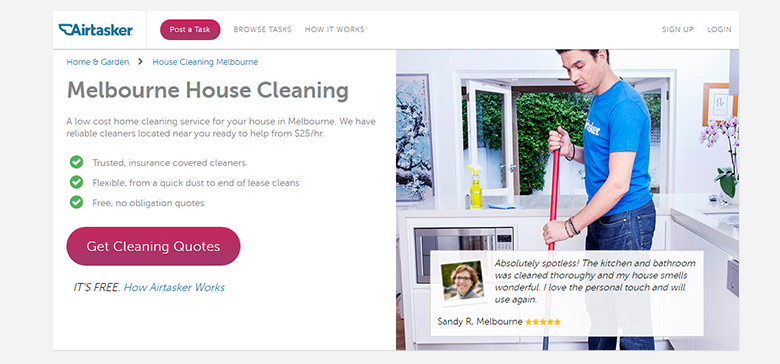 Airtasker
Post a Task
BROWSE TASKS
HOW IT WORKS
SIGN UP
LOGIN
Home & Garden > House Cleaning Melbourne
Melbourne House Cleaning
A low cost home cleaning service for your house in Melbourne. We have
reliable cleaners located near you ready to help from $25/hr.
Trusted, insurance covered cleaners
Flexible, from a quick dust to end of lease cleans
Free, no obligation quotes
Get Cleaning Quotes
IT'S FREE. How Airtasker Works
Absolutely spotless! The kitchen and bathroom
was cleaned thoroughy and my house smells
wonderful. I love the personal touch and will
use again.
Sandy R, Melbourne